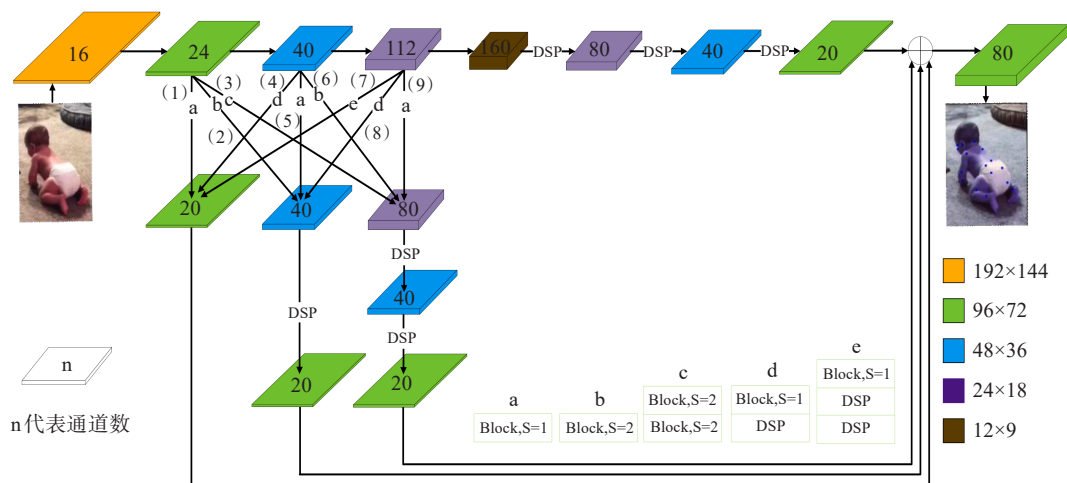 16
24
40
112
160
DSP
80
DSP
40
DSP
20
80
(1)
(3)
(4)
(6)
(7)
(9)
a
b
c
d
a
b
e
d
a
(2)
(5)
(8)
20
40
80
DSP
40
DSP
DSP
20
20
192×144
96×72
48×36
24×18
12×9
n
n代表通道数
a
Block,S=1
b
Block,S=2
c
Block,S=2
Block,S=2
d
Block,S=1
DSP
e
Block,S=1
DSP
DSP